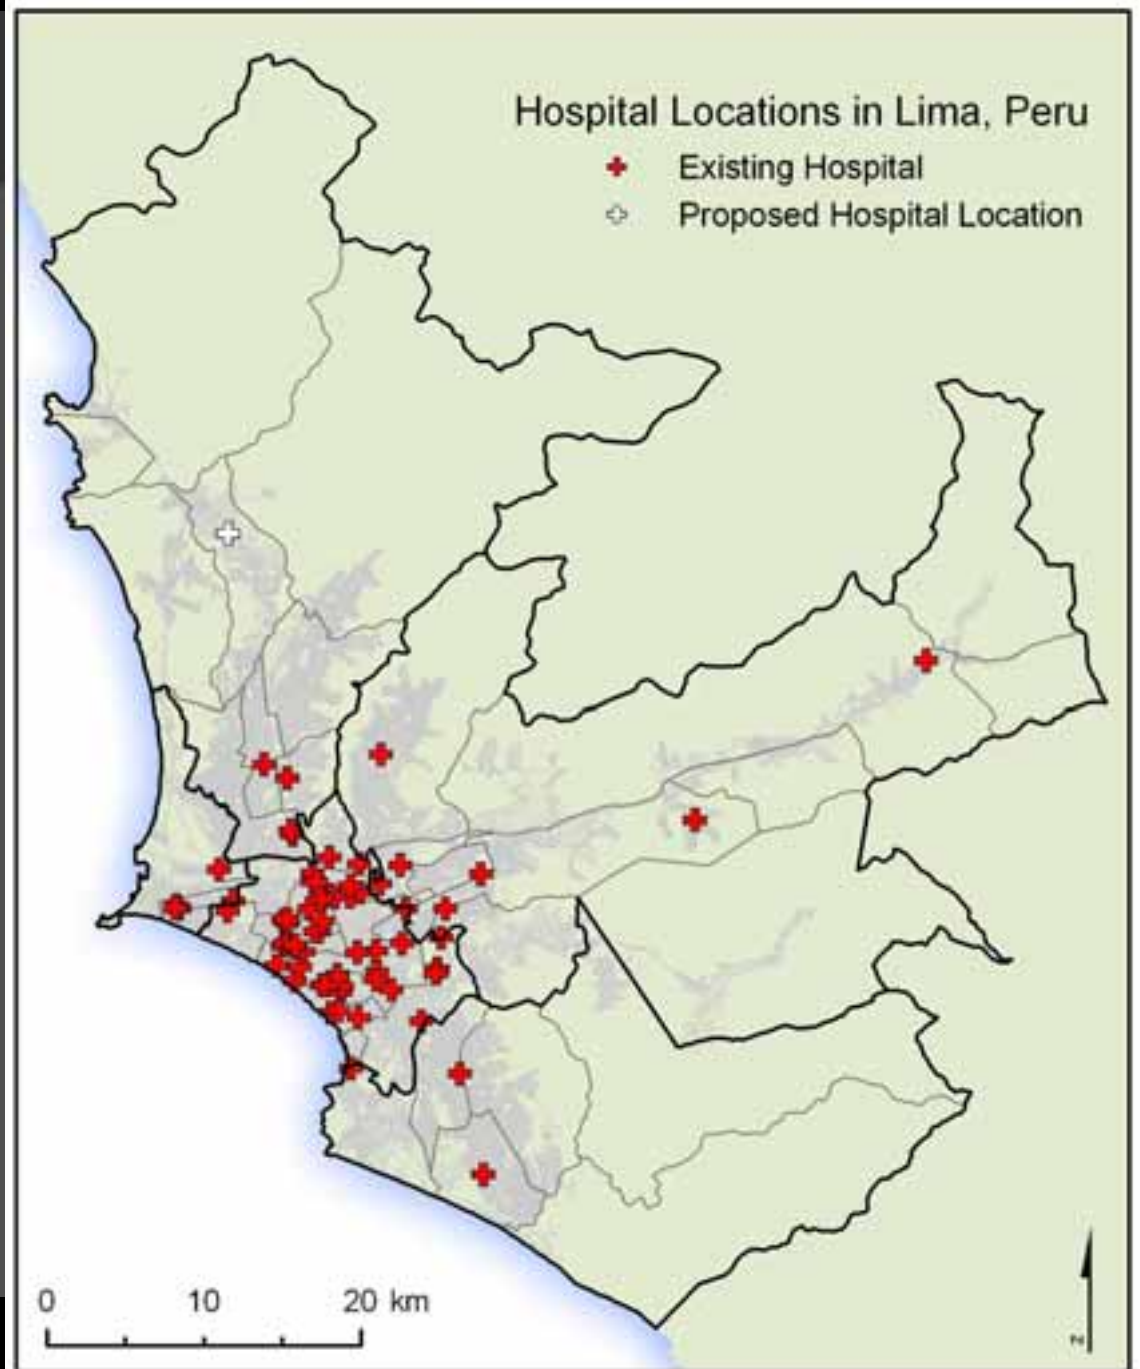 Hospital Locations in Lima, Peru
Existing Hospital
Proposed Hospital Location
0 10 20 km
N